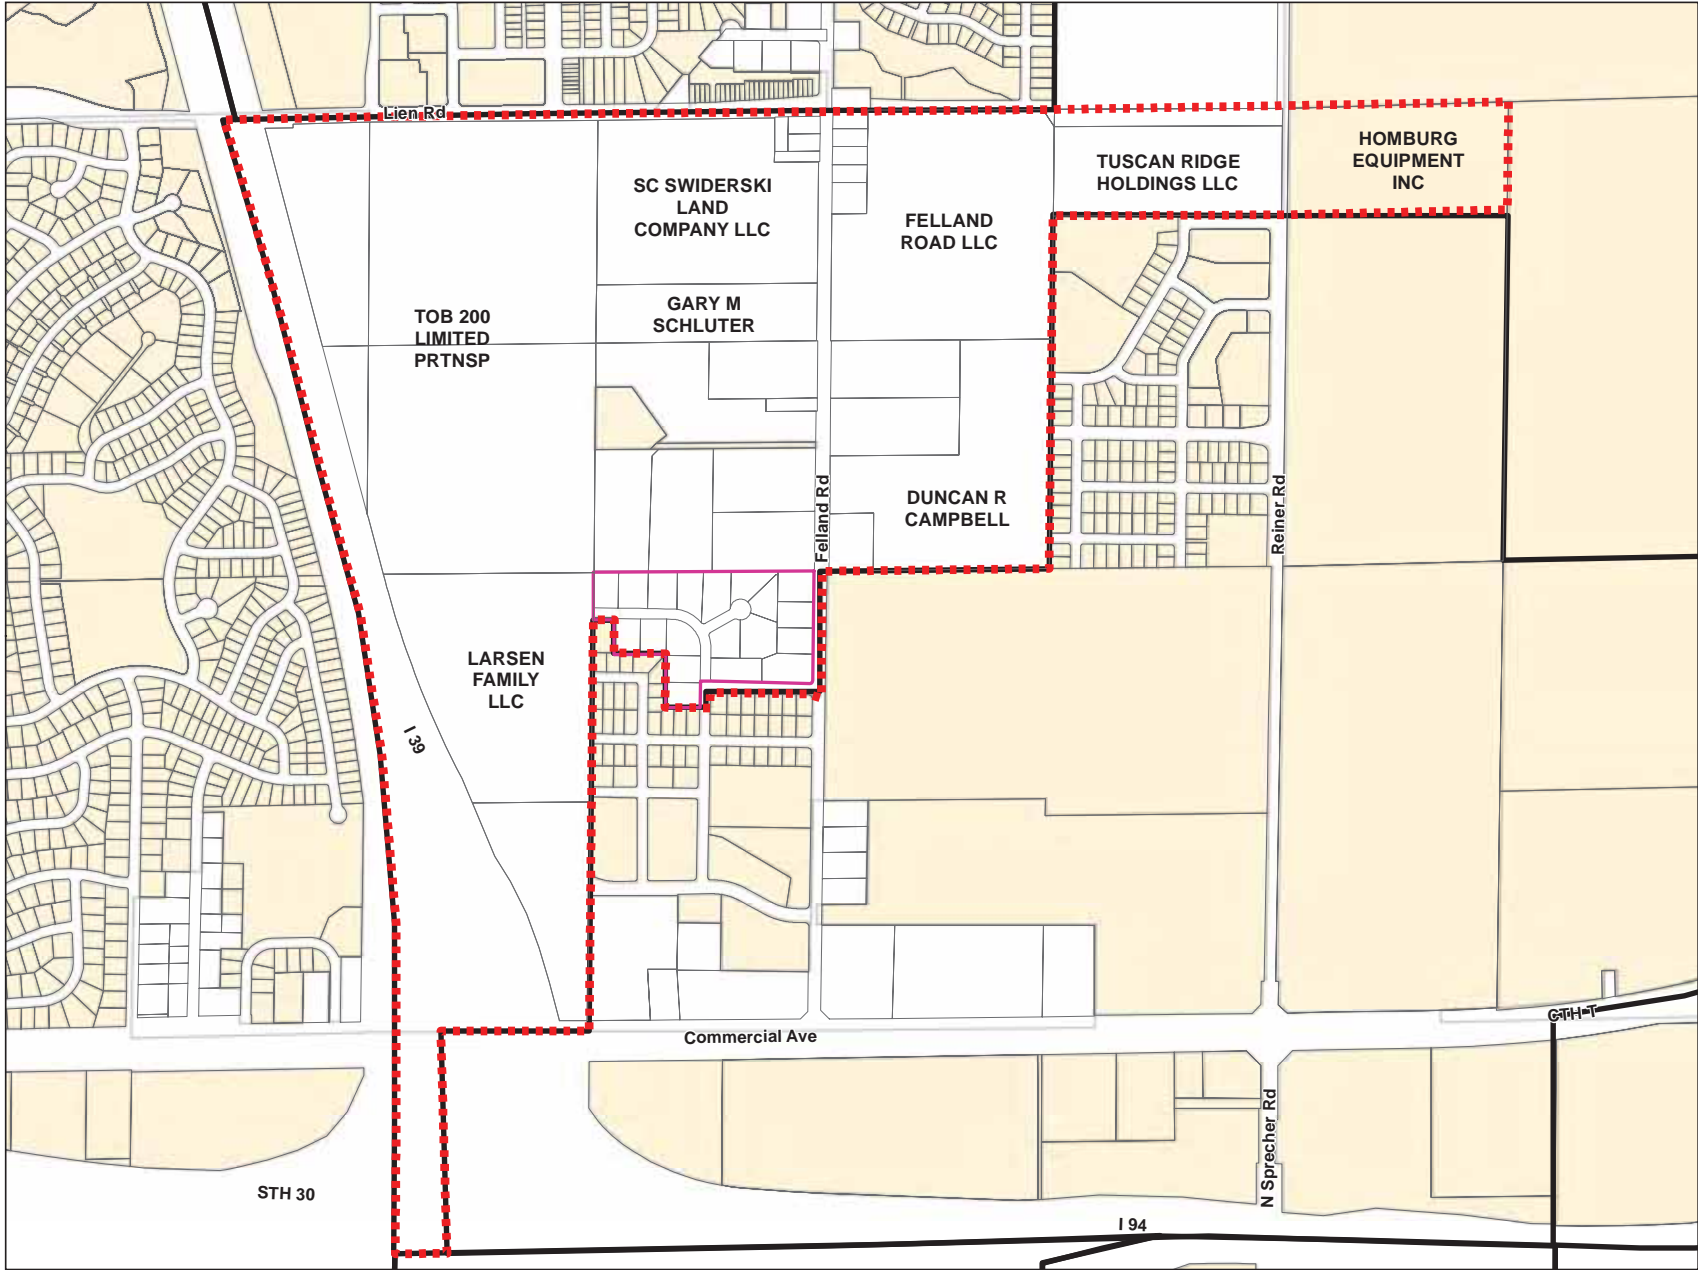 Lien Rd
HOMBURG
EQUIPMENT
INC
TUSCAN RIDGE
HOLDINGS LLC
SC SWIDERSKI
LAND
COMPANY LLC
FELLAND
ROAD LLC
GARY M
SCHLUTER
TOB 200
LIMITED
PRTNSP
Felland Rd
DUNCAN R
CAMPBELL
Reiner Rd
LARSEN
FAMILY
LLC
I 39
Commercial Ave
CTH T
N Sprecher Rd
STH 30
I 94